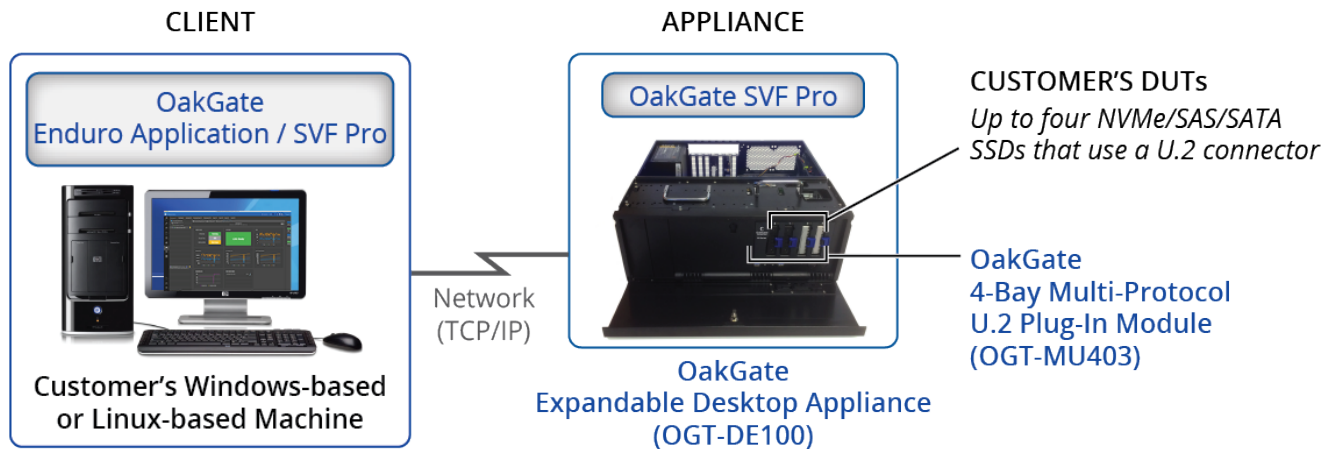 CLIENT
OakGate
Enduro Application / SVF Pro
Customer's Windows-based
or Linux-based Machine
Network
(TCP/IP)
APPLIANCE
OakGate SVF Pro
OakGate
Expandable Desktop Appliance
(OGT-DE100)
CUSTOMER'S DUTs
Up to four NVMe/SAS/SATA
SSDs that use a U.2 connector
OakGate
4-Bay Multi-Protocol
U.2 Plug-In Module
(OGT-MU403)